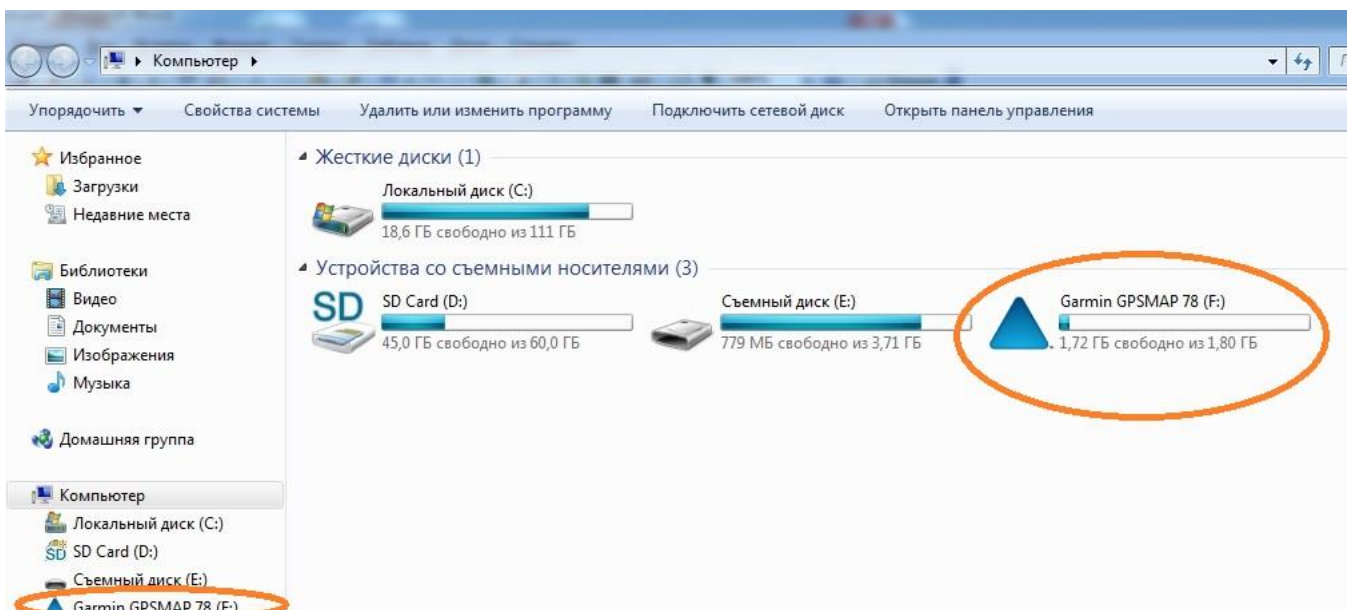 Компьютер
Упорядочить Свойства системы Удалить или изменить программу Подключить сетевой диск Открыть панель управления
Избранное
Загрузки
Недавние места
Библиотеки
Видео
Документы
Изображения
Музыка
Домашняя группа
Компьютер
Локальный диск (C:)
SD Card (D:)
Съемный диск (E:)
Garmin GPSMAP 78 (F:)
Жесткие диски (1)
Локальный диск (C:)
18,6 ГБ свободно из 111 ГБ
Устройства со съемными носителями (3)
SD
SD Card (D:)
45,0 ГБ свободно из 60,0 ГБ
Съемный диск (E:)
779 МБ свободно из 3,71 ГБ
Garmin GPSMAP 78 (F:)
1,72 ГБ свободно из 1,80 ГБ